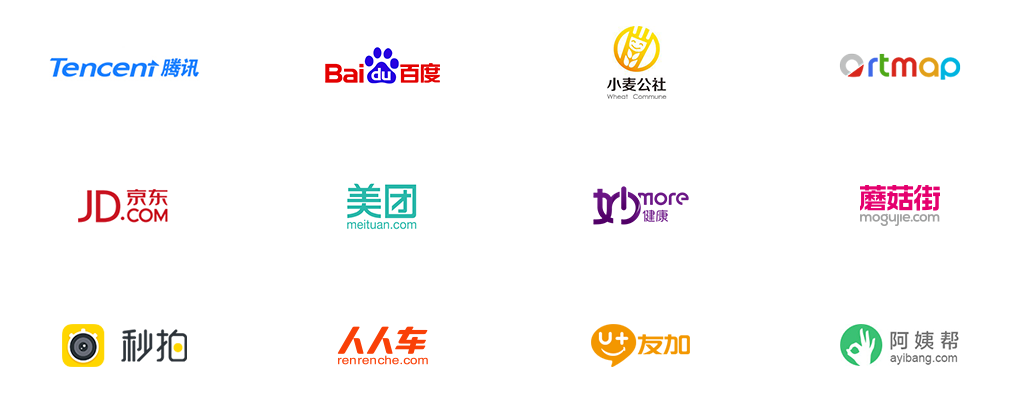 Tencent 腾讯
Bai du 百度
小麦公社
Wheat Commune
artmap
JD.COM 京东
美团
meituan.com
妙more
健康
蘑菇街
mogujie.com
秒拍
人人车
renrenche.com
u+ 友加
阿姨帮
ayibang.com